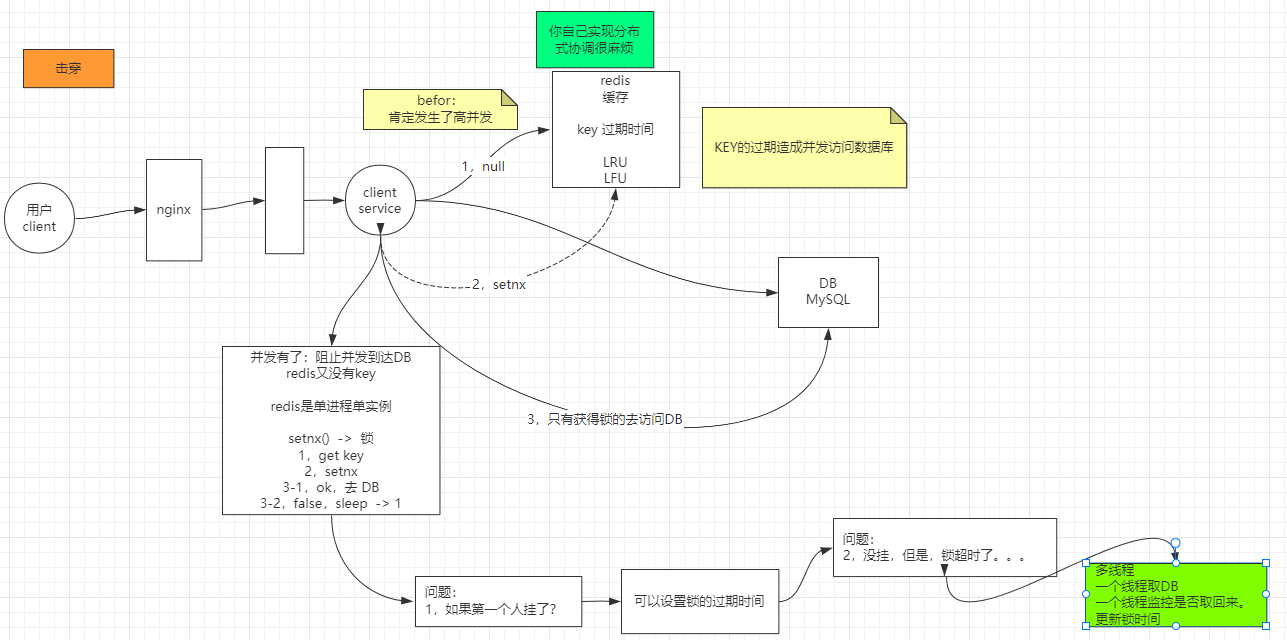 你自己实现分布
式协调很麻烦
击穿
redis
缓存
key 过期时间
LRU
LFU
befor:
肯定发生了高并发
KEY的过期造成并发访问数据库
1，null
用户
client
nginx
client
service
2，setnx
DB
MySQL
并发有了：阻止并发到达DB
redis又没有key
redis是单进程单实例
setnx() -> 锁
1，get key
2，setnx
3-1，ok，去 DB
3-2，false，sleep -> 1
3，只有获得锁的去访问DB
问题：
1，如果第一个人挂了？
可以设置锁的过期时间
问题：
2，没挂，但是，锁超时了。。。
多线程
一个线程取DB
一个线程监控是否取回来。
更新锁时间